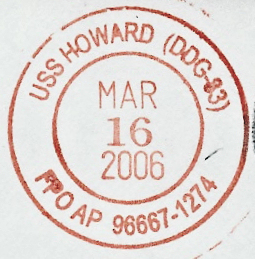 USS HOWARD (DDG-83)
MAR
16
2006
FPO AP 96667-1274